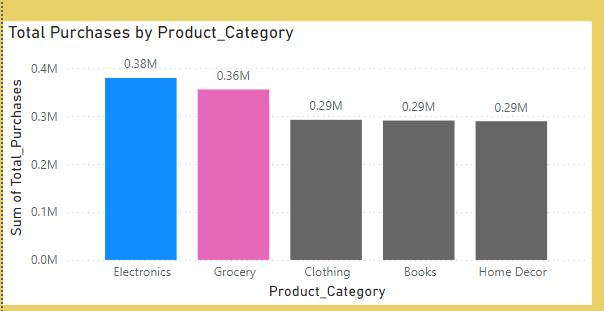 Total Purchases by Product_Category
Sum of Total_Purchases
0.4M
0.3M
0.2M
0.1M
0.0M
0.38M
0.36M
0.29M
0.29M
0.29M
Electronics
Grocery
Clothing
Books
Home Decor
Product_Category